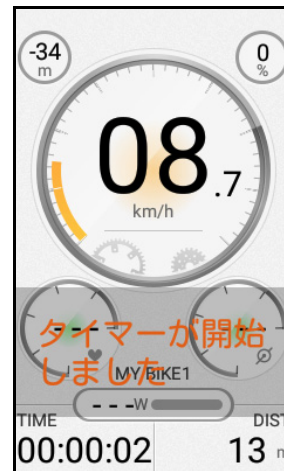 -34
m
0
%
08.7
km/h
---
タイマーが開始
しました
MY BIKE1
---W
TIME
DIST
00:00:02
13 m